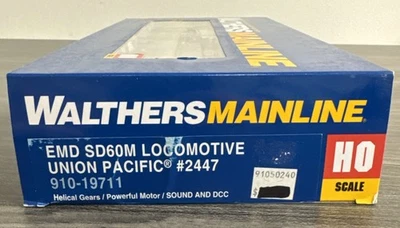 WALTHERS MAINLINE
EMD SD60M LOCOMOTIVE
UNION PACIFIC® #2447
910-19711
Helical Gears / Powerful Motor / SOUND AND DCC
91050240
$
HO
SCALE